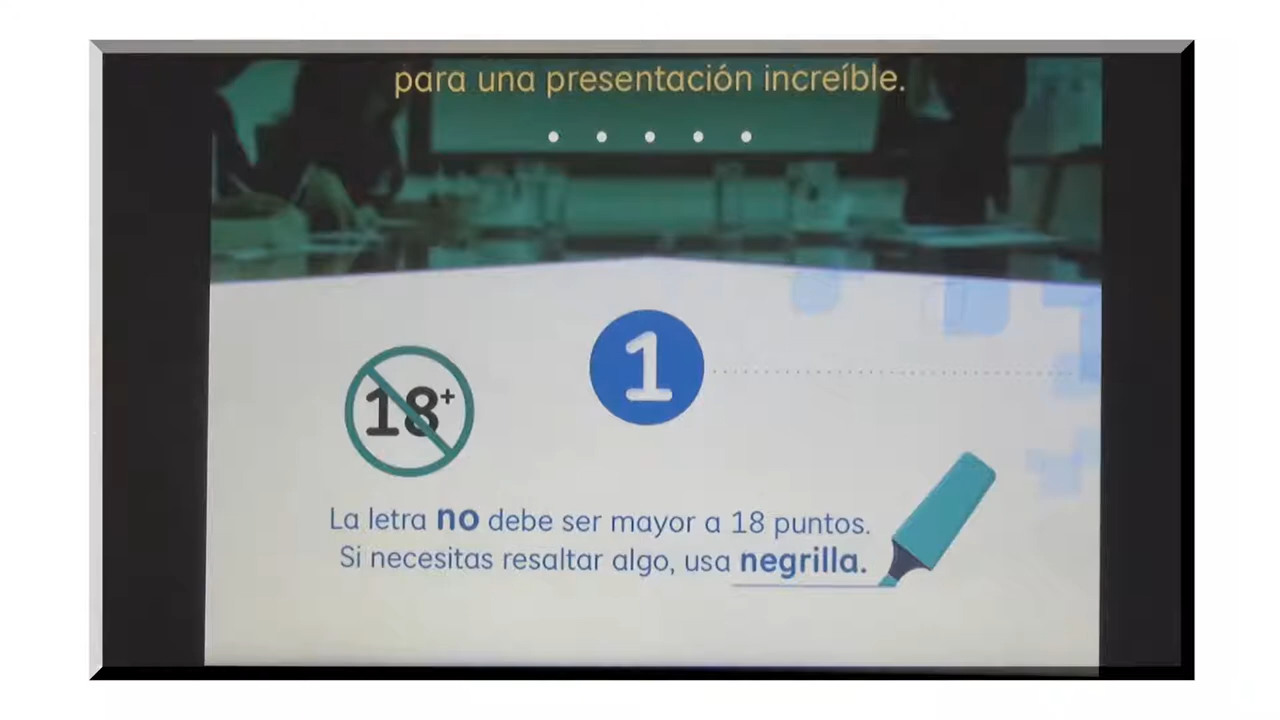 para una presentación increíble.
1
18+
La letra no debe ser mayor a 18 puntos.
Si necesitas resaltar algo, usa negrilla.